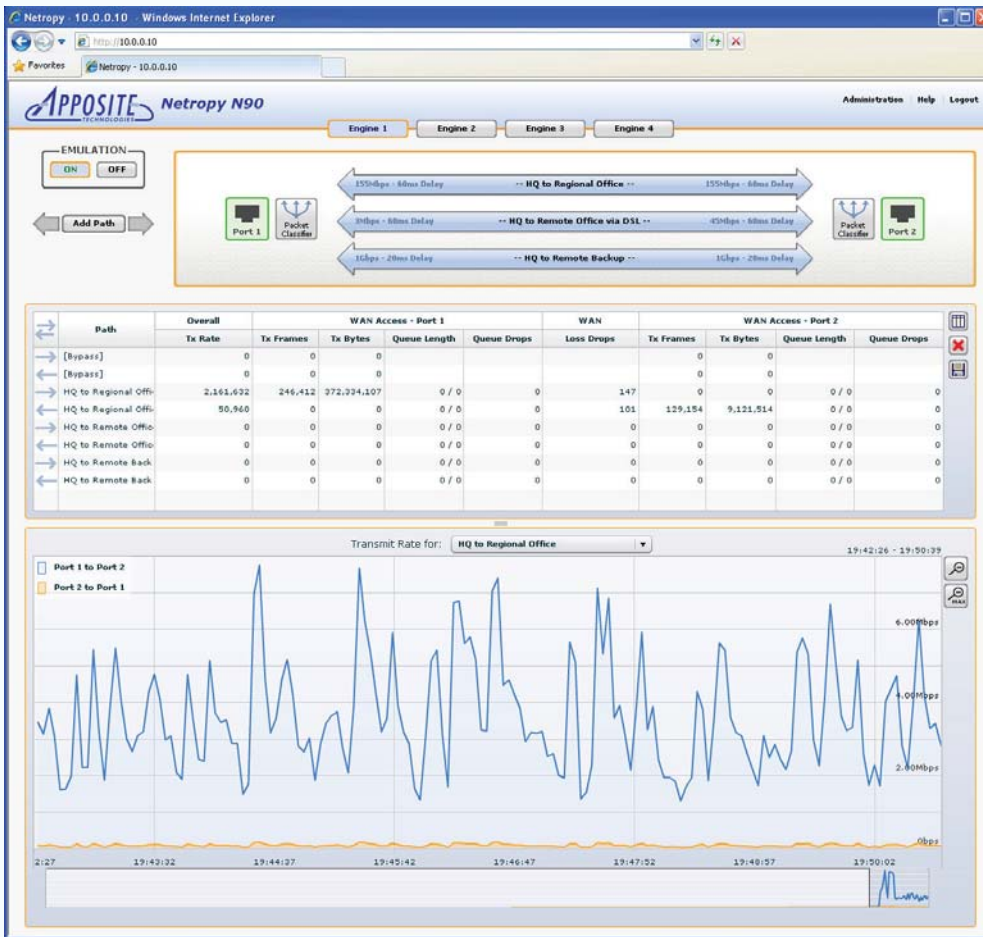 Netropy - 10.0.0.10 - Windows Internet Explorer
http://10.0.0.10
Favorites
Netropy - 10.0.0.10
APPOSITE TECHNOLOGIES
Netropy N90
Administration Help Logout
Engine 1 Engine 2 Engine 3 Engine 4
EMULATION
ON OFF
Add Path
Port 1
Packet Classifier
155Mbps - 60ms Delay -- HQ to Regional Office -- 155Mbps - 60ms Delay
3Mbps - 60ms Delay -- HQ to Remote Office via DSL -- 45Mbps - 60ms Delay
1Gbps - 20ms Delay -- HQ to Remote Backup -- 1Gbps - 20ms Delay
Packet Classifier
Port 2
Path Overall WAN Access - Port 1 WAN WAN Access - Port 2
Tx Rate Tx Frames Tx Bytes Queue Length Queue Drops Loss Drops Tx Frames Tx Bytes Queue Length Queue Drops
[Bypass] 0 0 0 0 0
[Bypass] 0 0 0 0 0
HQ to Regional Offi 2,161,632 246,412 372,334,107 0 / 0 0 147 0 0 0 / 0 0
HQ to Regional Offi 50,960 0 0 0 / 0 0 101 129,154 9,121,514 0 / 0 0
HQ to Remote Offic 0 0 0 0 / 0 0 0 0 0 0 / 0 0
HQ to Remote Offic 0 0 0 0 / 0 0 0 0 0 0 / 0 0
HQ to Remote Back 0 0 0 0 / 0 0 0 0 0 0 / 0 0
HQ to Remote Back 0 0 0 0 / 0 0 0 0 0 0 / 0 0
Transmit Rate for: HQ to Regional Office
19:42:26 - 19:50:39
Port 1 to Port 2
Port 2 to Port 1
MAX
6.00Mbps
4.00Mbps
2.00Mbps
0bps
2:27 19:43:32 19:44:37 19:45:42 19:46:47 19:47:52 19:48:57 19:50:02